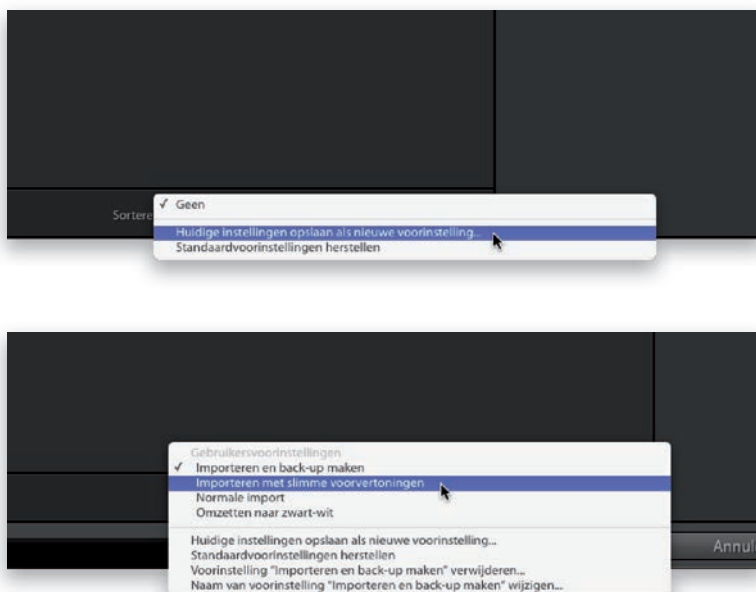 ✓ Geen
Sortere
Huidige instellingen opslaan als nieuwe voorinstelling...
Standaardvoorinstellingen herstellen
Gebruikersvoorinstellingen
✓ Importeren en back-up maken
Importeren met slimme voorvertoningen
Normale import
Omzetten naar zwart-wit
Huidige instellingen opslaan als nieuwe voorinstelling...
Annule
Standaardvoorinstellingen herstellen
Voorinstelling "Importeren en back-up maken" verwijderen...
Naam van voorinstelling "Importeren en back-up maken" wijzigen...